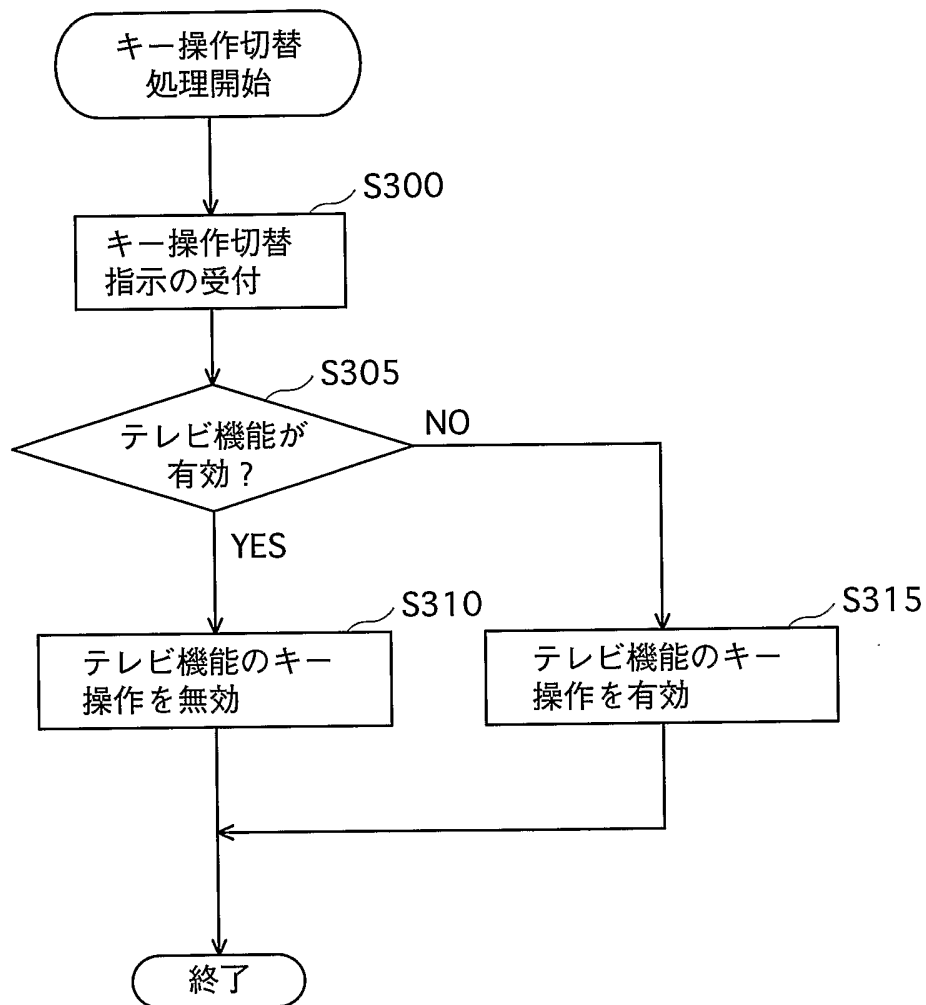 キー操作切替
処理開始
S300
キー操作切替
指示の受付
S305
テレビ機能が
有効？
NO
YES
S310
テレビ機能のキー
操作を無効
S315
テレビ機能のキー
操作を有効
終了